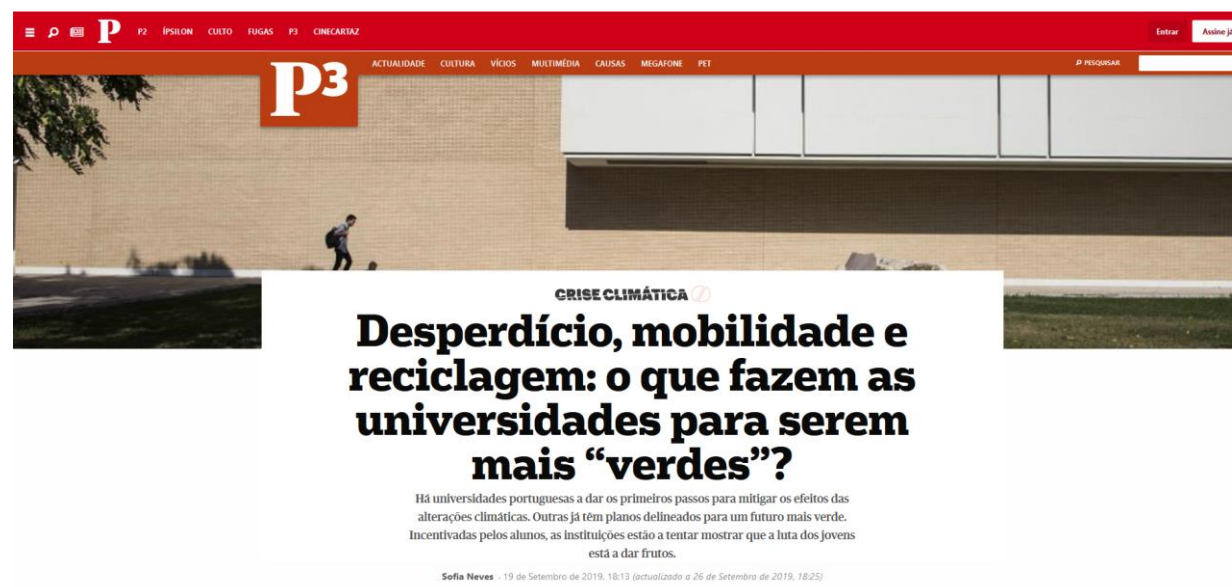 P P2 ÍPSILON CULTO FUGAS P3 CINECARTAZ Entrar Assine já
P3 ACTUALIDADE CULTURA VÍCIOS MULTIMÉDIA CAUSAS MEGAFONE PET PESQUISAR
CRISE CLIMÁTICA
Desperdício, mobilidade e
reciclagem: o que fazem as
universidades para serem
mais “verdes”?
Há universidades portuguesas a dar os primeiros passos para mitigar os efeitos das
alterações climáticas. Outras já têm planos delineados para um futuro mais verde.
Incentivadas pelos alunos, as instituições estão a tentar mostrar que a luta dos jovens
está a dar frutos.
Sofia Neves - 19 de Setembro de 2019, 18:13 (actualizado a 26 de Setembro de 2019, 18:25)